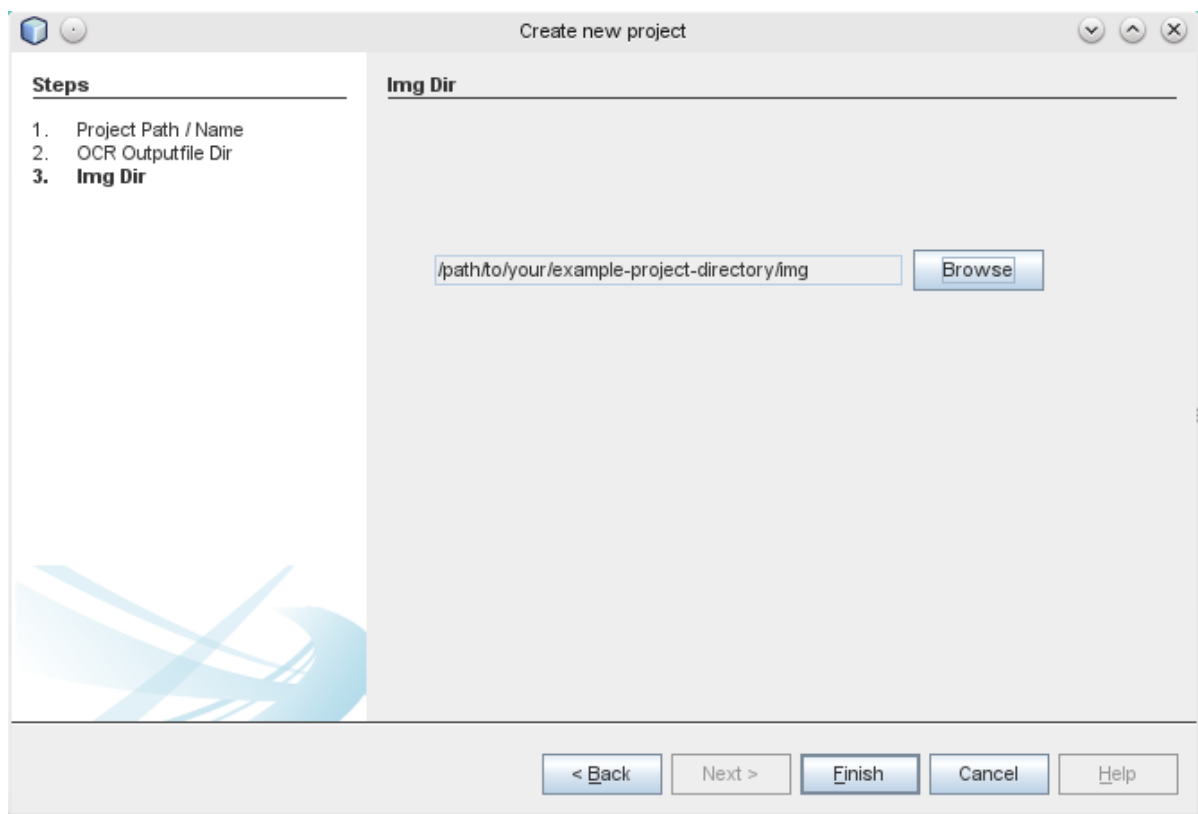 Create new project
Steps
1. Project Path / Name
2. OCR Outputfile Dir
3. Img Dir
Img Dir
/path/to/your/example-project-directory/img
Browse
< Back
Next >
Finish
Cancel
Help